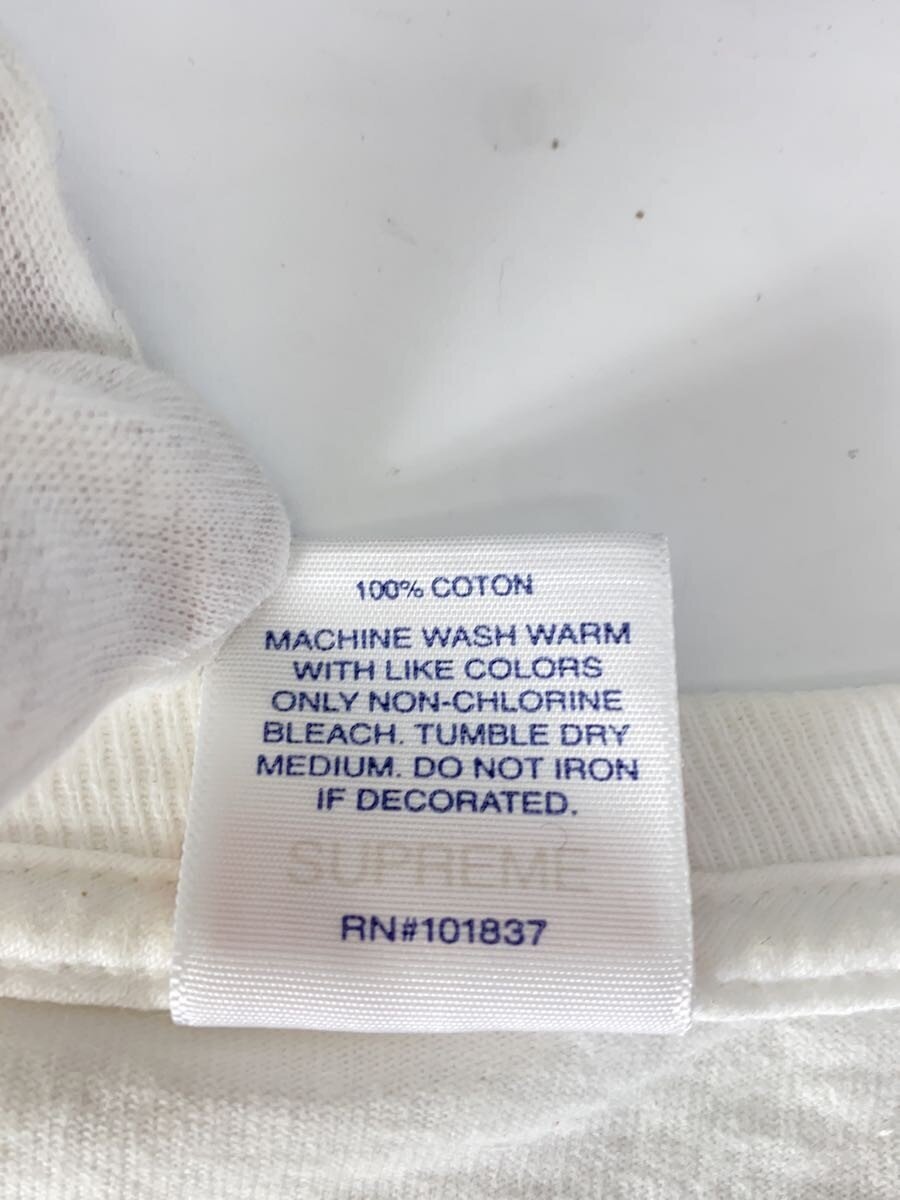 100% COTON
MACHINE WASH WARM
WITH LIKE COLORS
ONLY NON-CHLORINE
BLEACH. TUMBLE DRY
MEDIUM. DO NOT IRON
IF DECORATED.
SUPREME
RN#101837